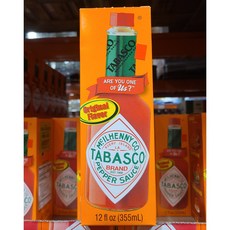 TABASCO
ARE YOU ONE
OF Us?
Original
Flavor
McILHENNY CO.
TABASCO
BRAND
PEPPER SAUCE
12 fl oz (355mL)